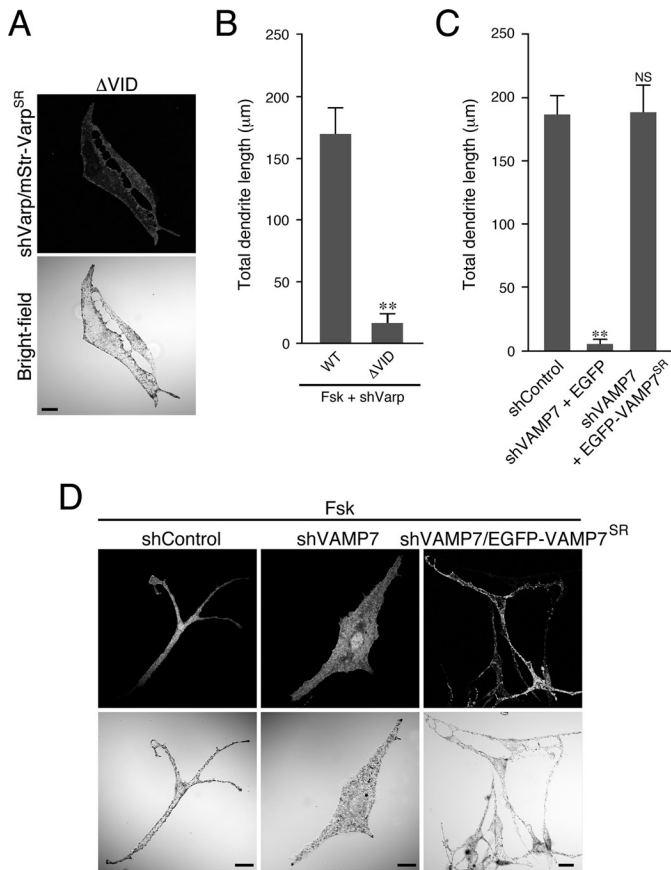 A
ΔVID
shVarp/mStr-Varp^SR
Bright-field
B
Total dendrite length (μm)
250
200
150
100
50
0
**
WT
ΔVID
Fsk + shVarp
C
Total dendrite length (μm)
250
200
150
100
50
0
**
NS
shControl
shVAMP7 + EGFP
shVAMP7
+ EGFP-VAMP7^SR
D
Fsk
shControl
shVAMP7
shVAMP7/EGFP-VAMP7^SR